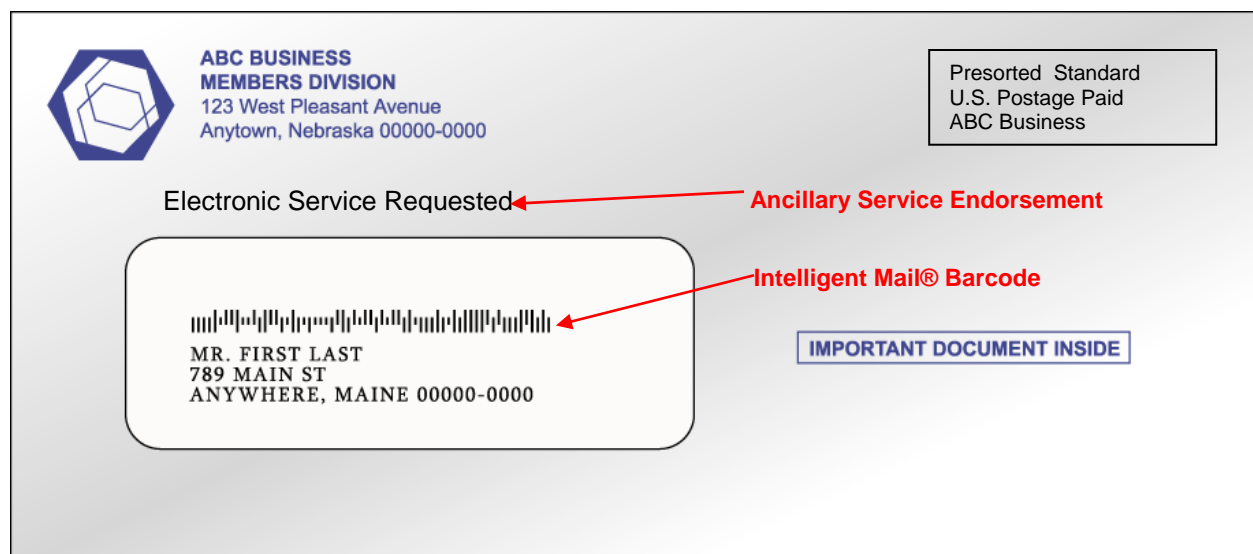 ABC BUSINESS
MEMBERS DIVISION
123 West Pleasant Avenue
Anytown, Nebraska 00000-0000
Presorted Standard
U.S. Postage Paid
ABC Business
Electronic Service Requested
Ancillary Service Endorsement
Intelligent Mail® Barcode
MR. FIRST LAST
789 MAIN ST
ANYWHERE, MAINE 00000-0000
IMPORTANT DOCUMENT INSIDE